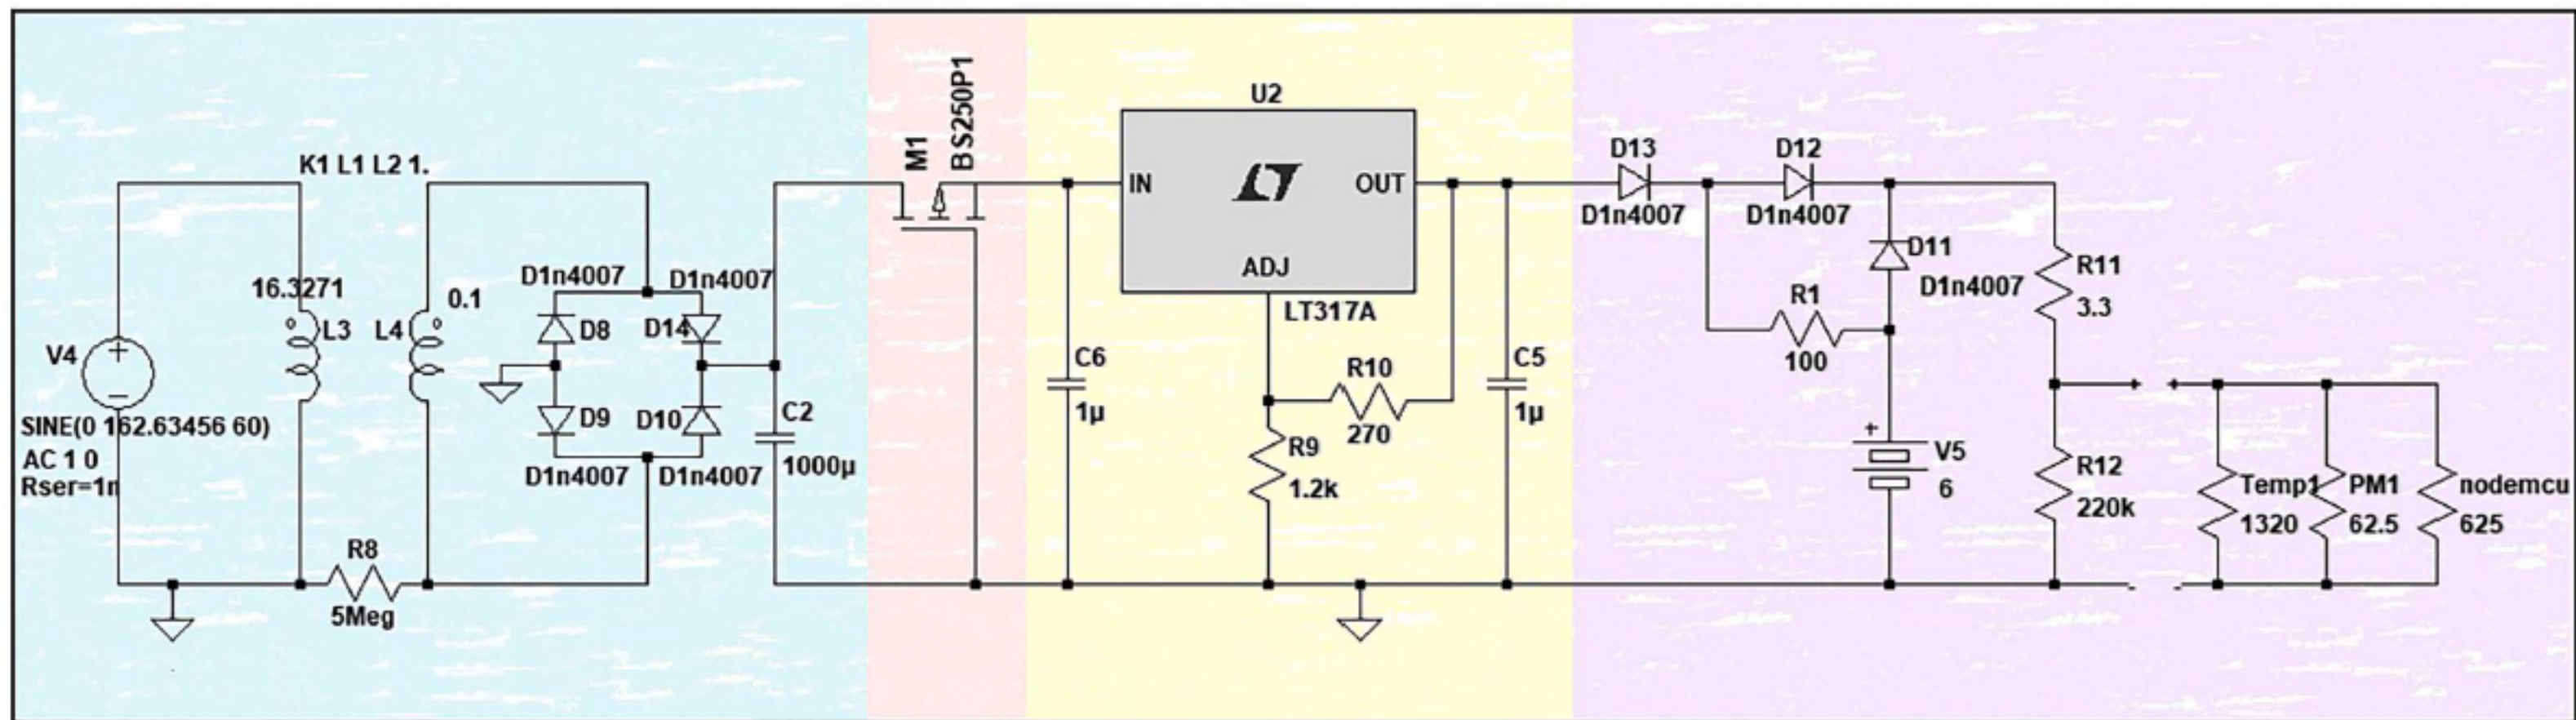 K1 L1 L2 1.
16.3271
L3
L4
0.1
V4
+
−
SINE(0 162.63456 60)
AC 1 0
R8
5Meg
D1n4007
D1n4007
D8
D14
D9
D10
D1n4007
D1n4007
C2
1000µ
M1
BS250P1
C6
1µ
U2
IN
OUT
ADJ
LT317A
R10
270
R9
1.2k
C5
1µ
D13
D1n4007
D12
D1n4007
D11
D1n4007
R1
100
+
V5
6
R11
3.3
R12
220k
Temp1
1320
PM1
62.5
nodemcu
625